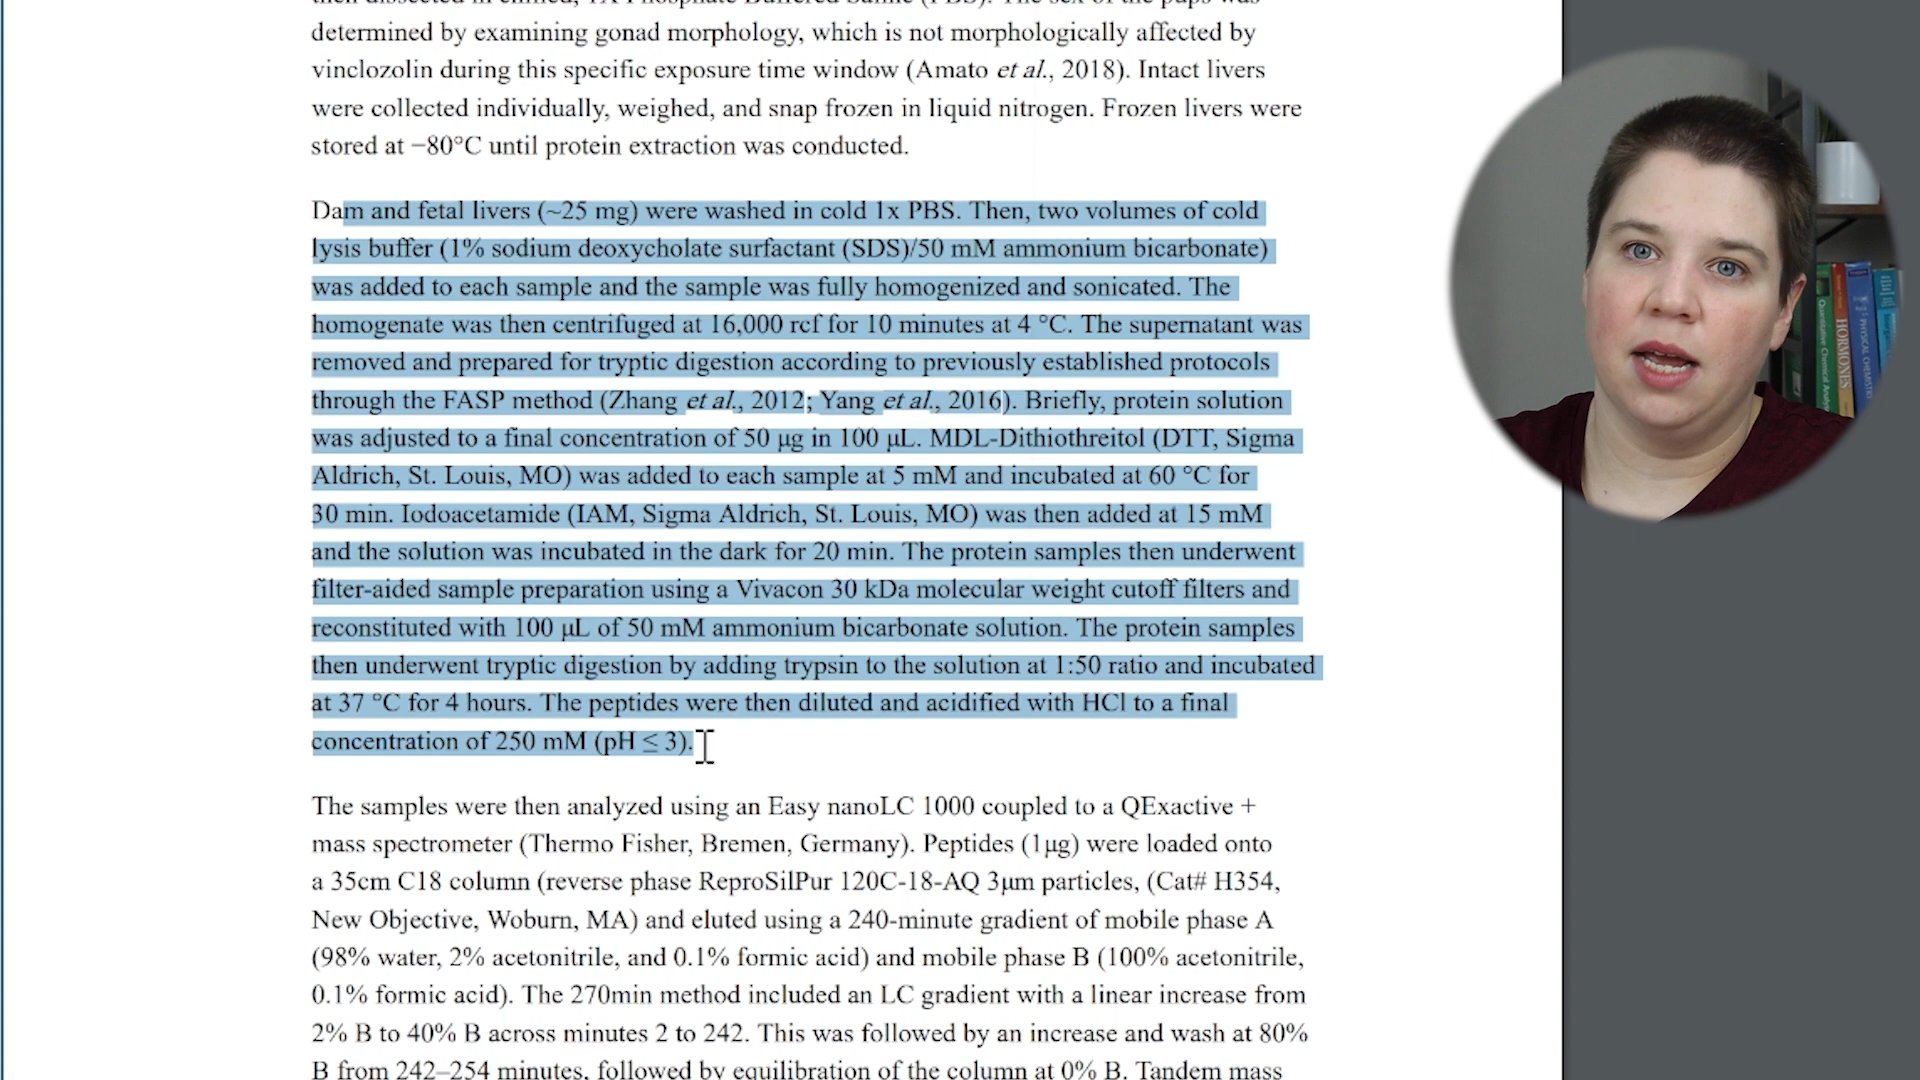 determined by examining gonad morphology, which is not morphologically affected by
vinclozolin during this specific exposure time window (Amato et al., 2018). Intact livers
were collected individually, weighed, and snap frozen in liquid nitrogen. Frozen livers were
stored at −80°C until protein extraction was conducted.
Dam and fetal livers (~25 mg) were washed in cold 1x PBS. Then, two volumes of cold
lysis buffer (1% sodium deoxycholate surfactant (SDS)/50 mM ammonium bicarbonate)
was added to each sample and the sample was fully homogenized and sonicated. The
homogenate was then centrifuged at 16,000 rcf for 10 minutes at 4 °C. The supernatant was
removed and prepared for tryptic digestion according to previously established protocols
through the FASP method (Zhang et al., 2012; Yang et al., 2016). Briefly, protein solution
was adjusted to a final concentration of 50 μg in 100 μL. MDL-Dithiothreitol (DTT, Sigma
Aldrich, St. Louis, MO) was added to each sample at 5 mM and incubated at 60 °C for
30 min. Iodoacetamide (IAM, Sigma Aldrich, St. Louis, MO) was then added at 15 mM
and the solution was incubated in the dark for 20 min. The protein samples then underwent
filter-aided sample preparation using a Vivacon 30 kDa molecular weight cutoff filters and
reconstituted with 100 μL of 50 mM ammonium bicarbonate solution. The protein samples
then underwent tryptic digestion by adding trypsin to the solution at 1:50 ratio and incubated
at 37 °C for 4 hours. The peptides were then diluted and acidified with HCl to a final
concentration of 250 mM (pH ≤ 3).
The samples were then analyzed using an Easy nanoLC 1000 coupled to a QExactive +
mass spectrometer (Thermo Fisher, Bremen, Germany). Peptides (1μg) were loaded onto
a 35cm C18 column (reverse phase ReproSilPur 120C-18-AQ 3μm particles, (Cat# H354,
New Objective, Woburn, MA) and eluted using a 240-minute gradient of mobile phase A
(98% water, 2% acetonitrile, and 0.1% formic acid) and mobile phase B (100% acetonitrile,
0.1% formic acid). The 270min method included an LC gradient with a linear increase from
2% B to 40% B across minutes 2 to 242. This was followed by an increase and wash at 80%
B from 242–254 minutes, followed by equilibration of the column at 0% B. Tandem mass
HORMONES
PHYSICAL CHEMISTRY